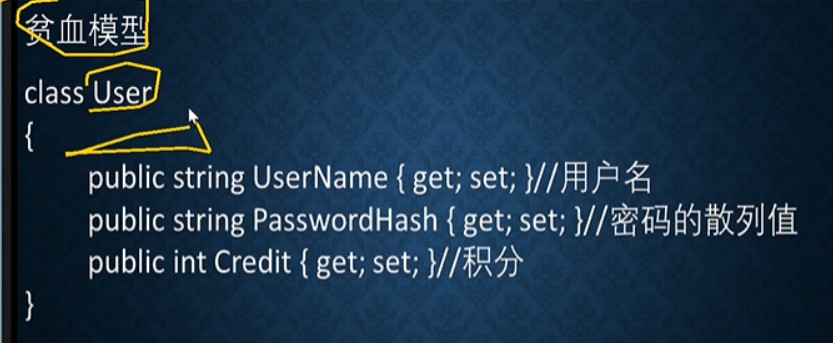 贫血模型
class User
{
public string UserName { get; set; }//用户名
public string PasswordHash { get; set; }//密码的散列值
public int Credit { get; set; }//积分
}